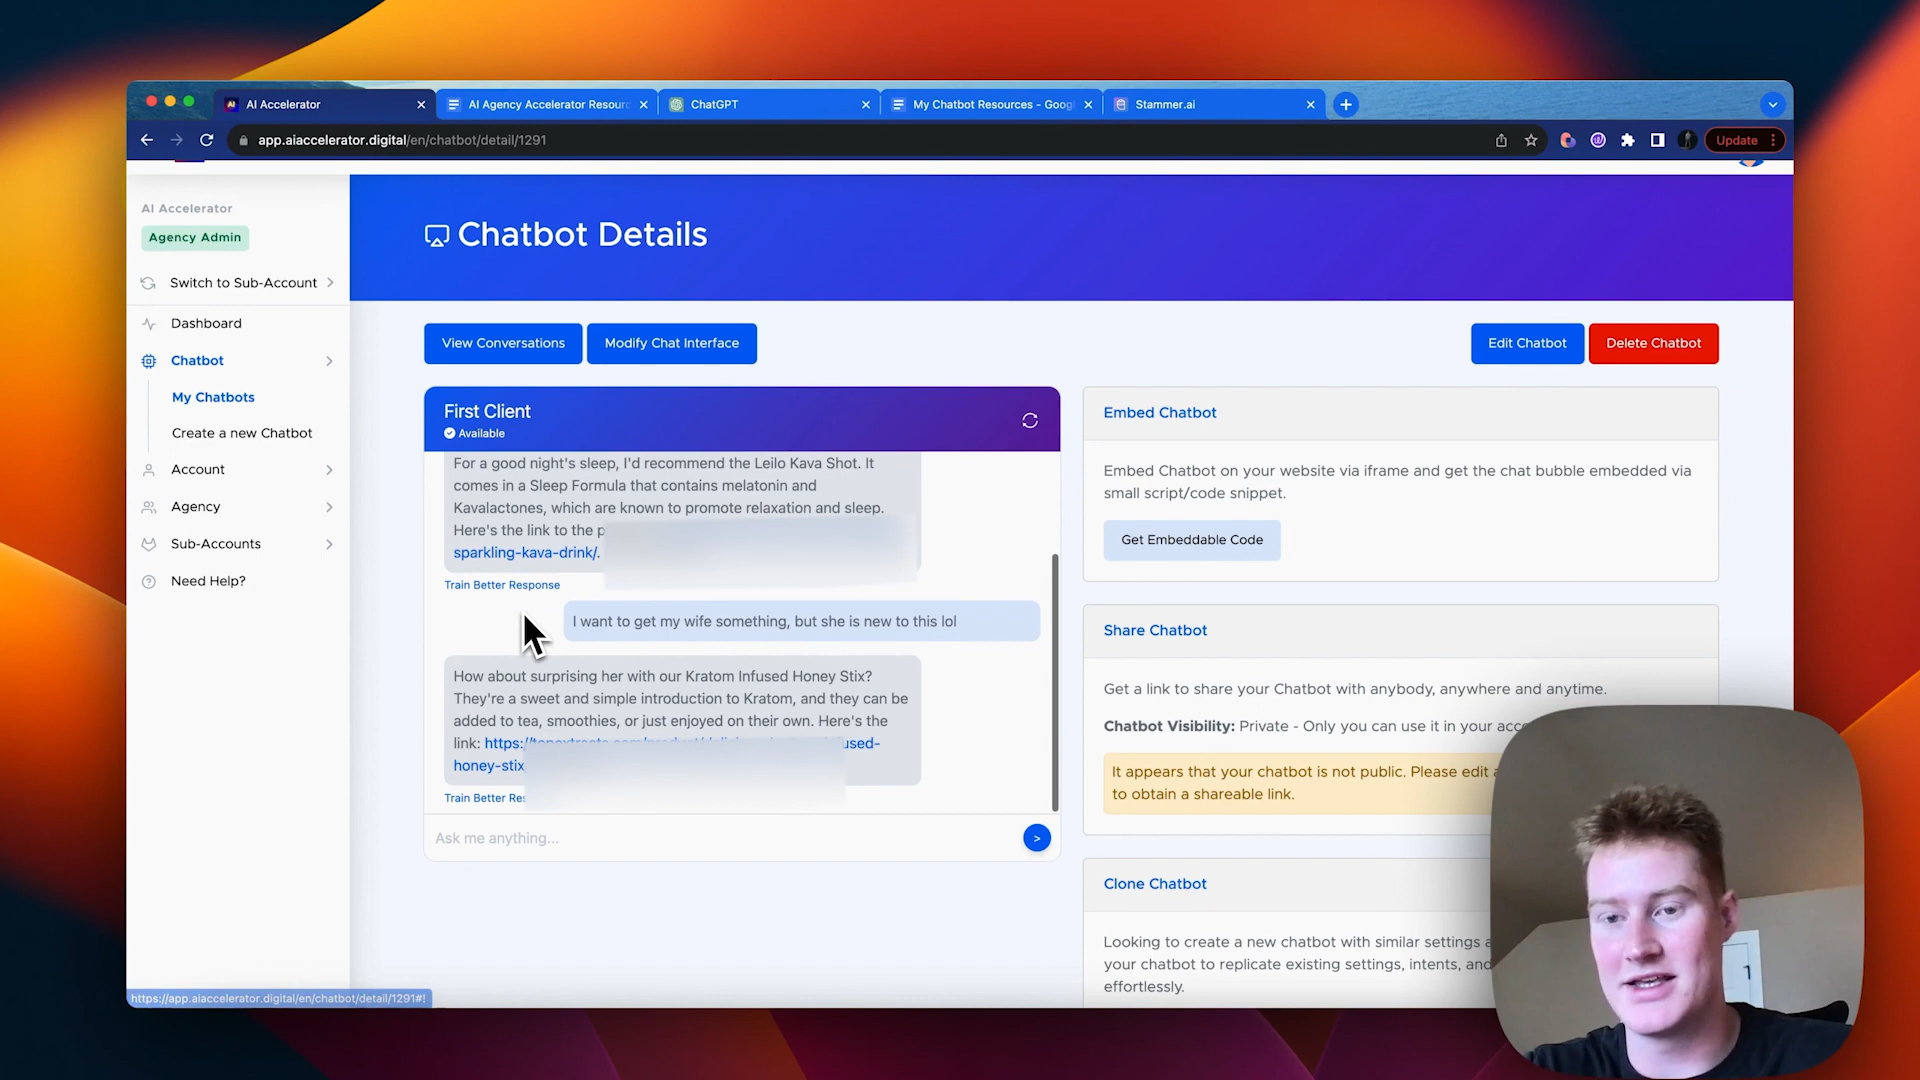 AI Accelerator
AI Agency Accelerator Resourc
ChatGPT
My Chatbot Resources - Goog
Stammer.ai
app.aiaccelerator.digital/en/chatbot/detail/1291
Update
AI Accelerator
Agency Admin
Switch to Sub-Account
Dashboard
Chatbot
My Chatbots
Create a new Chatbot
Account
Agency
Sub-Accounts
Need Help?
Chatbot Details
View Conversations
Modify Chat Interface
Edit Chatbot
Delete Chatbot
First Client
Available
For a good night's sleep, I'd recommend the Leilo Kava Shot. It
comes in a Sleep Formula that contains melatonin and
Kavalactones, which are known to promote relaxation and sleep.
Here's the link to the p
sparkling-kava-drink/.
Train Better Response
I want to get my wife something, but she is new to this lol
How about surprising her with our Kratom Infused Honey Stix?
They're a sweet and simple introduction to Kratom, and they can be
added to tea, smoothies, or just enjoyed on their own. Here's the
link: https:/ used-
honey-stix
Train Better Res
Ask me anything...
>
Embed Chatbot
Embed Chatbot on your website via iframe and get the chat bubble embedded via
small script/code snippet.
Get Embeddable Code
Share Chatbot
Get a link to share your Chatbot with anybody, anywhere and anytime.
Chatbot Visibility: Private - Only you can use it in your acc
It appears that your chatbot is not public. Please edit a
to obtain a shareable link.
Clone Chatbot
Looking to create a new chatbot with similar settings a
your chatbot to replicate existing settings, intents, and
effortlessly.
https://app.aiaccelerator.digital/en/chatbot/detail/1291#!